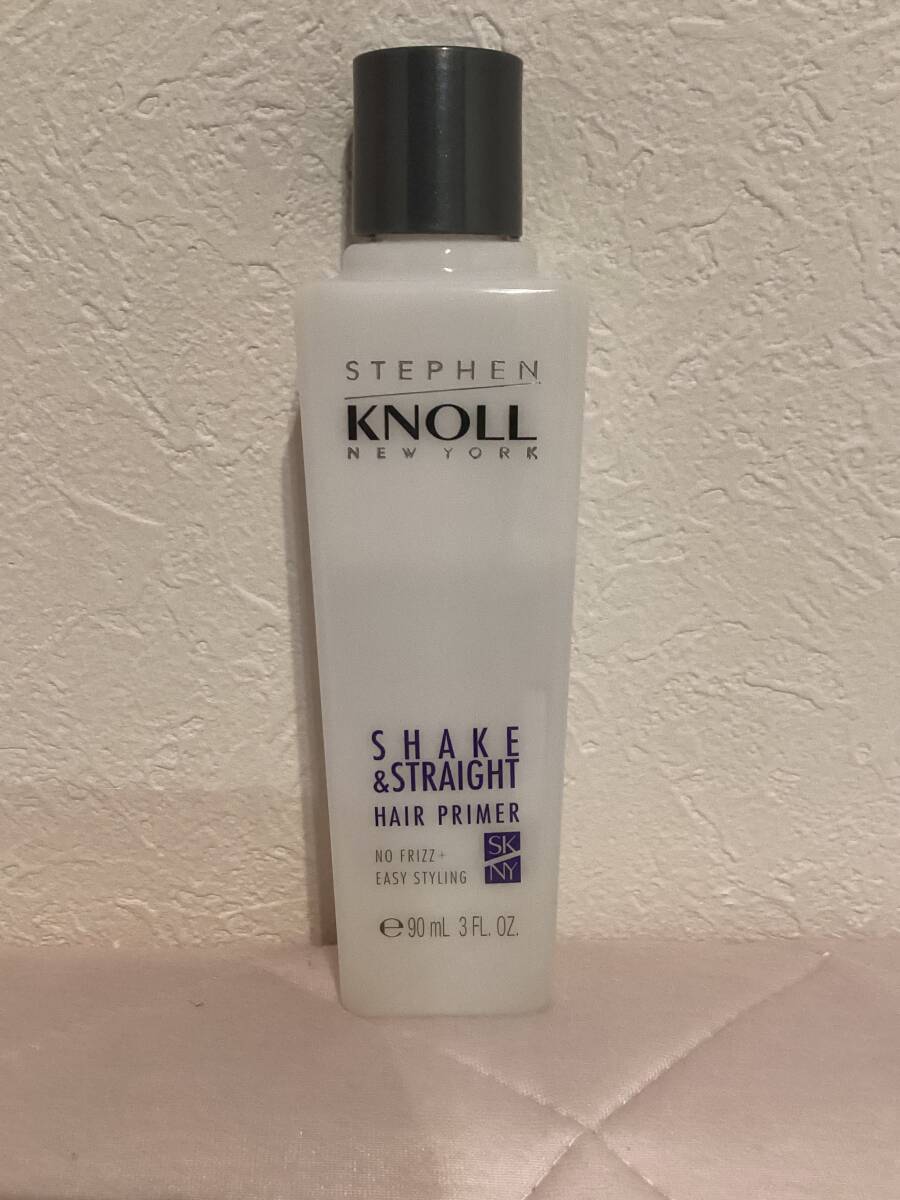 STEPHEN
KNOLL
NEW YORK
SHAKE
&STRAIGHT
HAIR PRIMER
NO FRIZZ+
EASY STYLING
SK
NY
℮90 mL 3 FL. OZ.